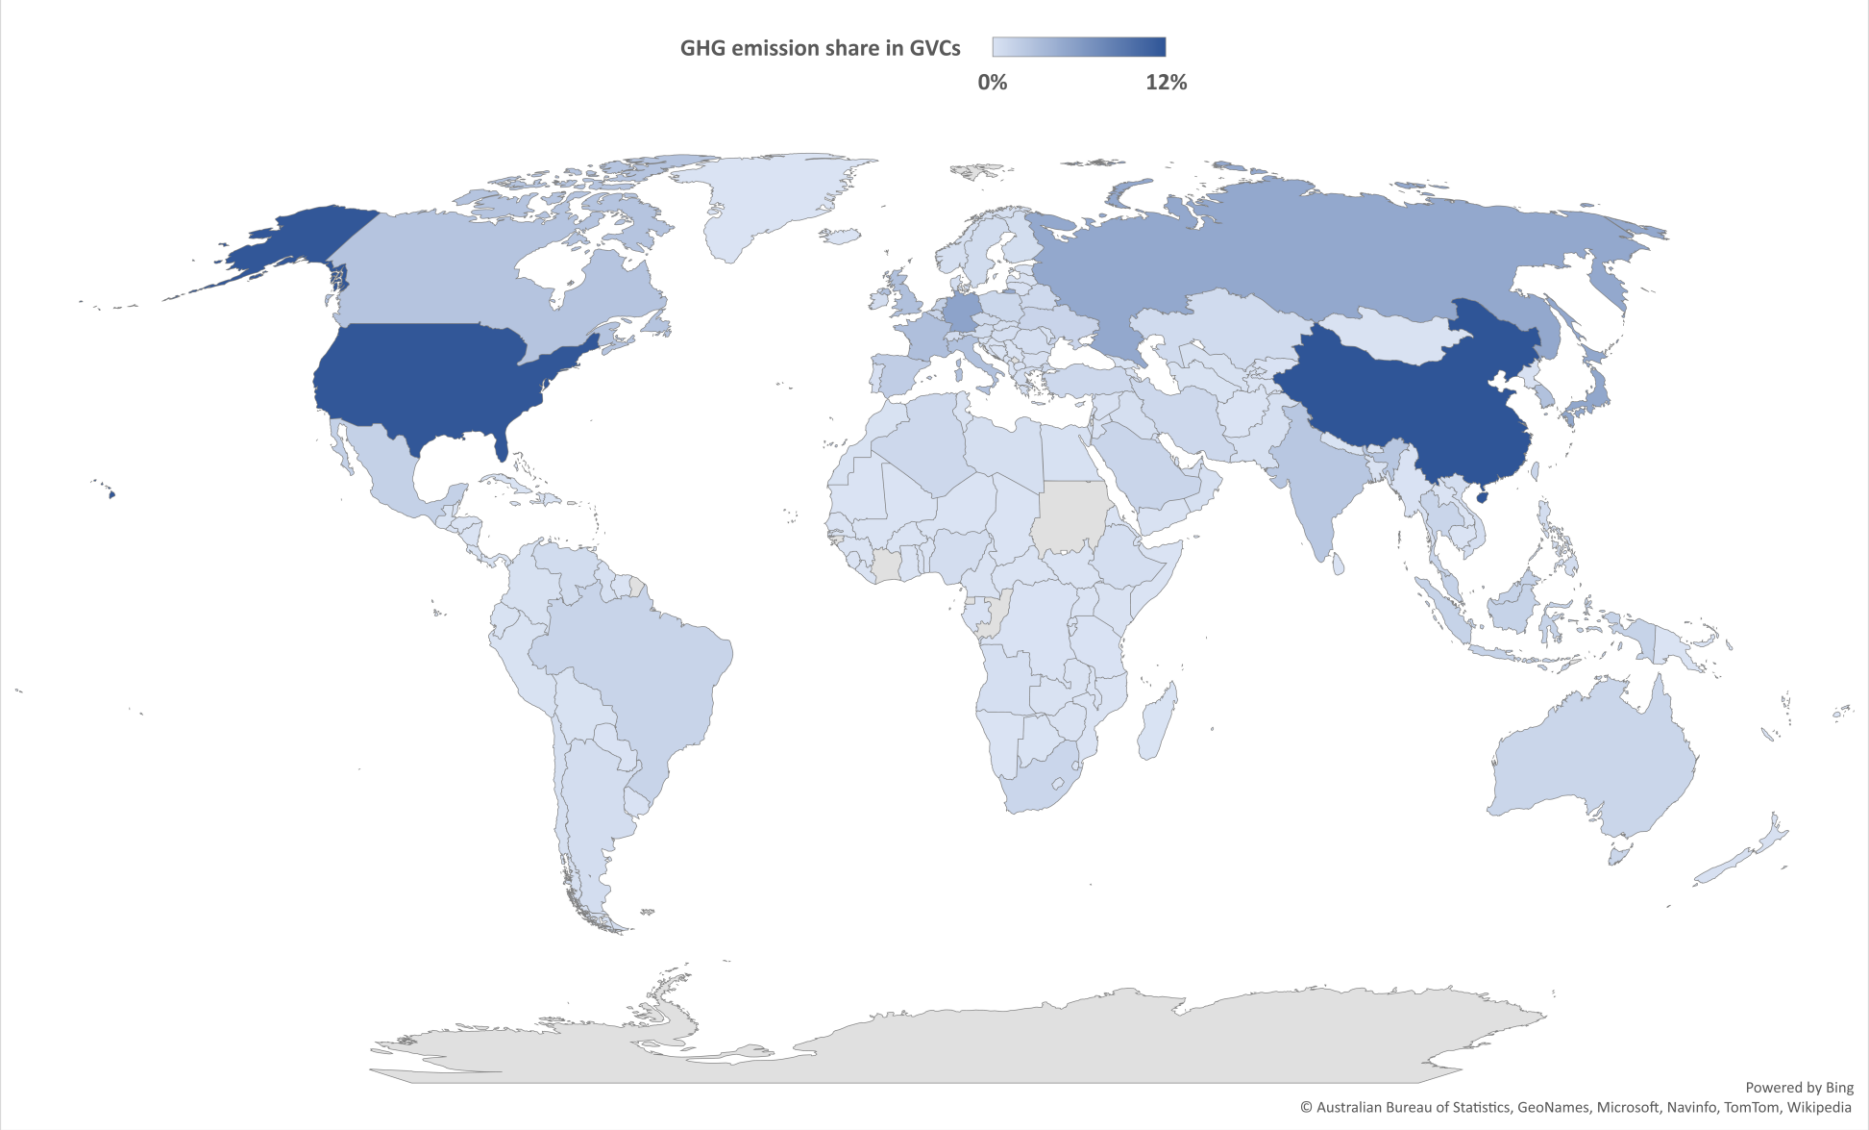 GHG emission share in GVCs
0% 12%
Powered by Bing
© Australian Bureau of Statistics, GeoNames, Microsoft, Navinfo, TomTom, Wikipedia